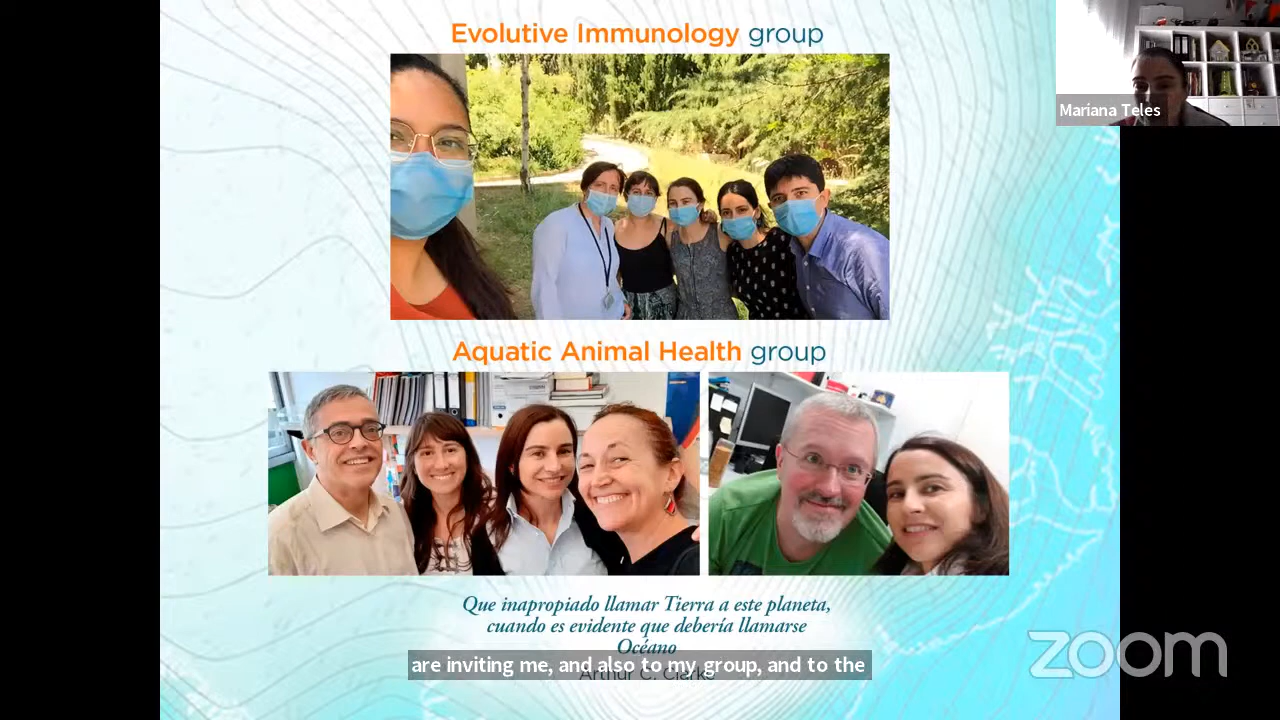 Evolutive Immunology group
Mariana Teles
Aquatic Animal Health group
Que inapropiado llamar Tierra a este planeta,
cuando es evidente que debería llamarse
Océano
are inviting me, and also to my group, and to the
Arthur C. Clarke
zoom